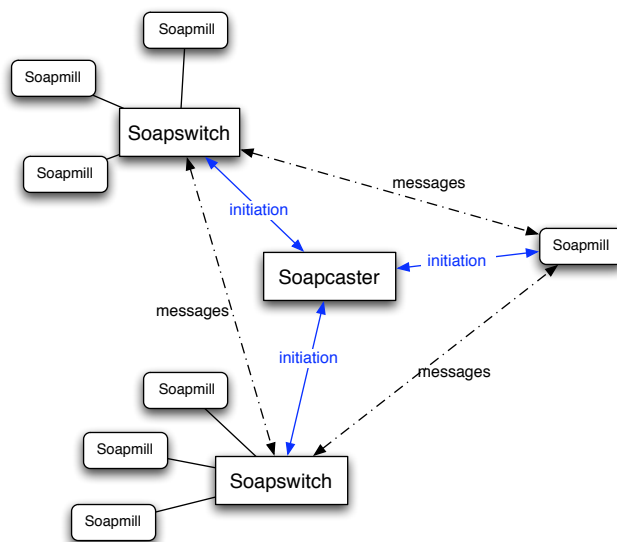 Soapmill
Soapmill
Soapswitch
Soapmill
messages
initiation
Soapmill
initiation
Soapcaster
messages
initiation
messages
Soapmill
Soapmill
Soapswitch
Soapmill